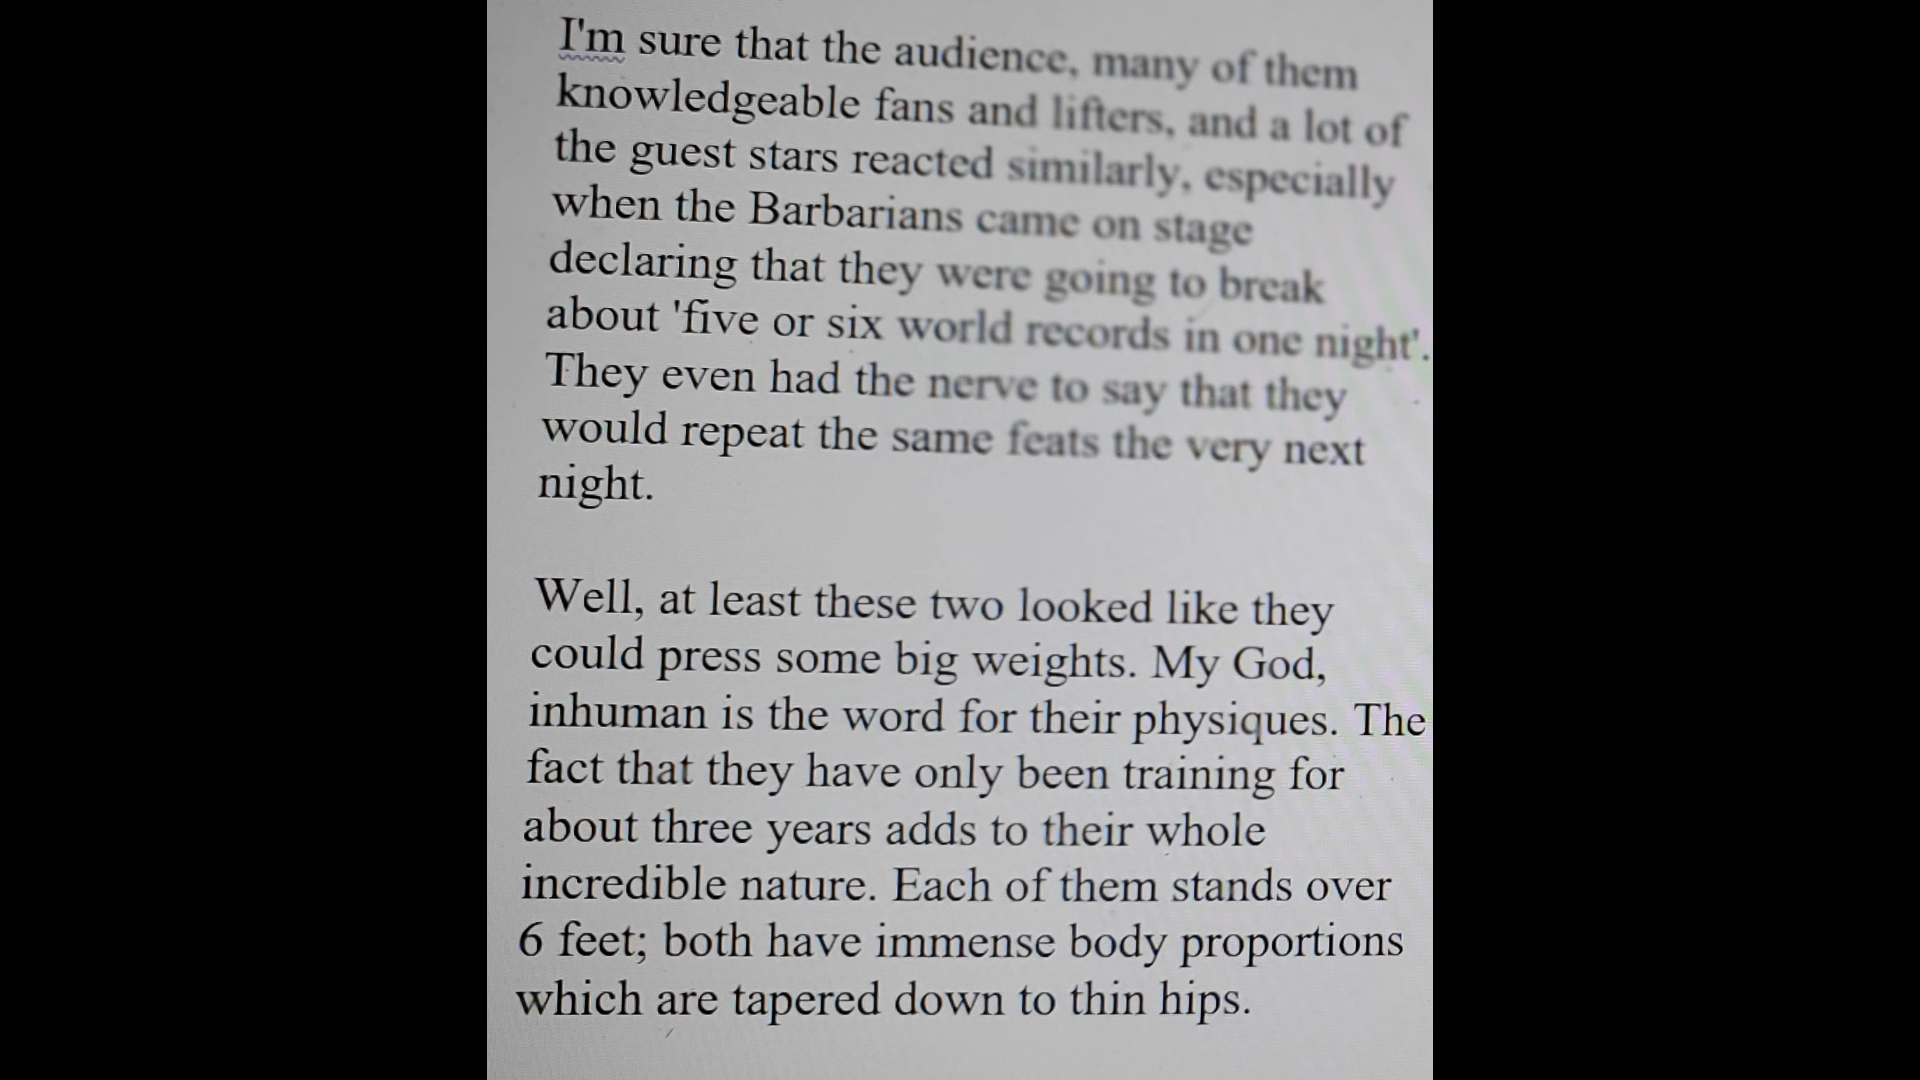 I'm sure that the audience, many of them
knowledgeable fans and lifters, and a lot of
the guest stars reacted similarly, especially
when the Barbarians came on stage
declaring that they were going to break
about 'five or six world records in one night'.
They even had the nerve to say that they
would repeat the same feats the very next
night.
Well, at least these two looked like they
could press some big weights. My God,
inhuman is the word for their physiques. The
fact that they have only been training for
about three years adds to their whole
incredible nature. Each of them stands over
6 feet; both have immense body proportions
which are tapered down to thin hips.